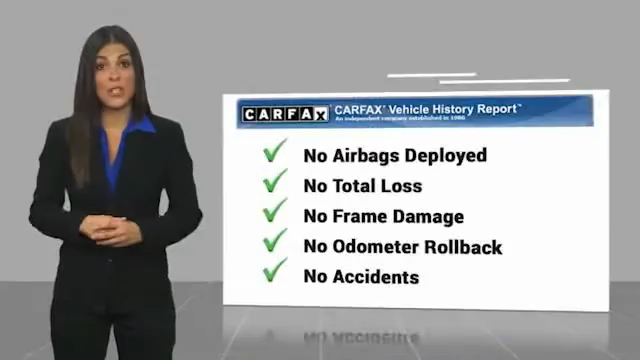 CARFAX CARFAX Vehicle History Report™
An independent company established in 1986
No Airbags Deployed
No Total Loss
No Frame Damage
No Odometer Rollback
No Accidents